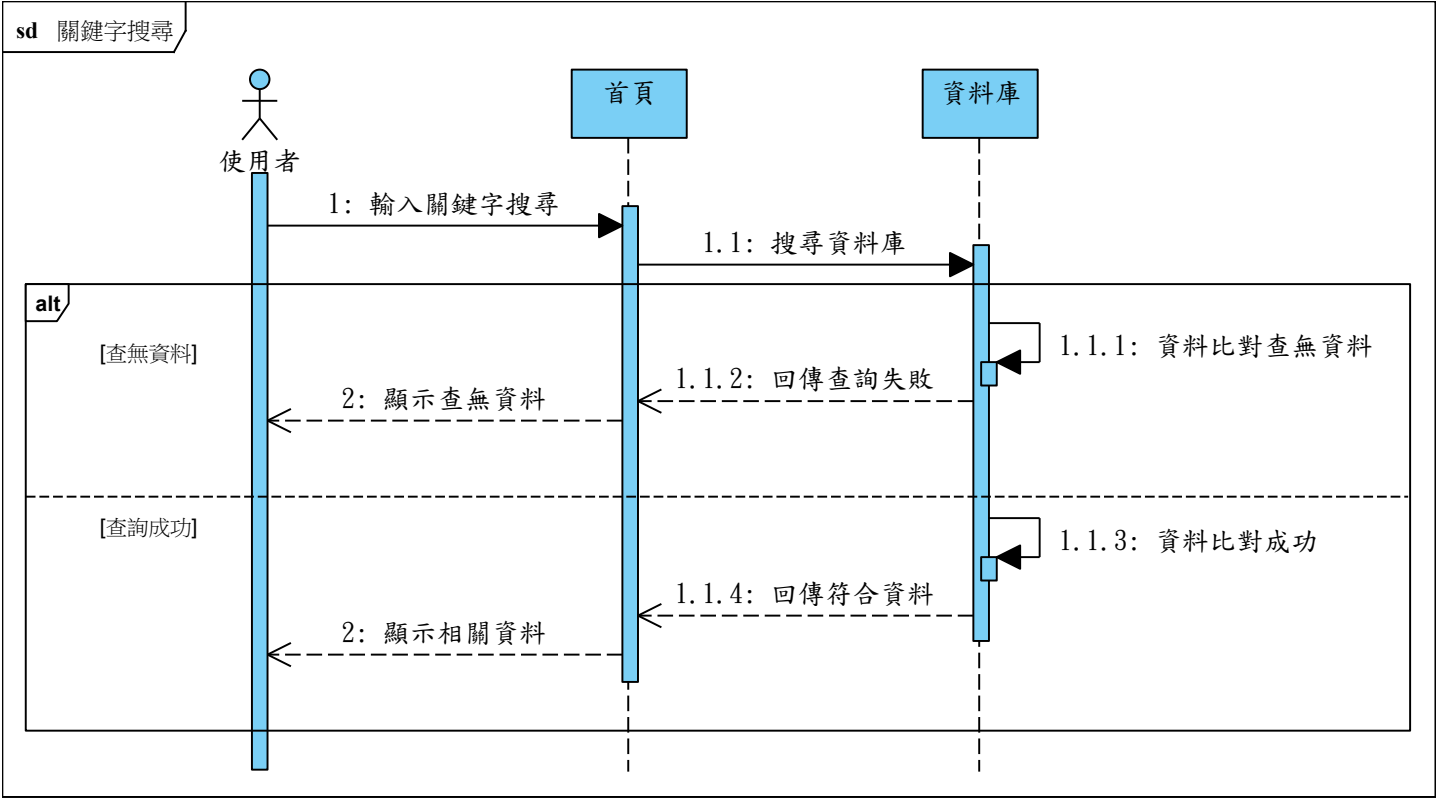 sd 關鍵字搜尋
首頁
資料庫
使用者
1: 輸入關鍵字搜尋
1.1: 搜尋資料庫
alt
[查無資料]
1.1.1: 資料比對查無資料
1.1.2: 回傳查詢失敗
2: 顯示查無資料
[查詢成功]
1.1.3: 資料比對成功
1.1.4: 回傳符合資料
2: 顯示相關資料